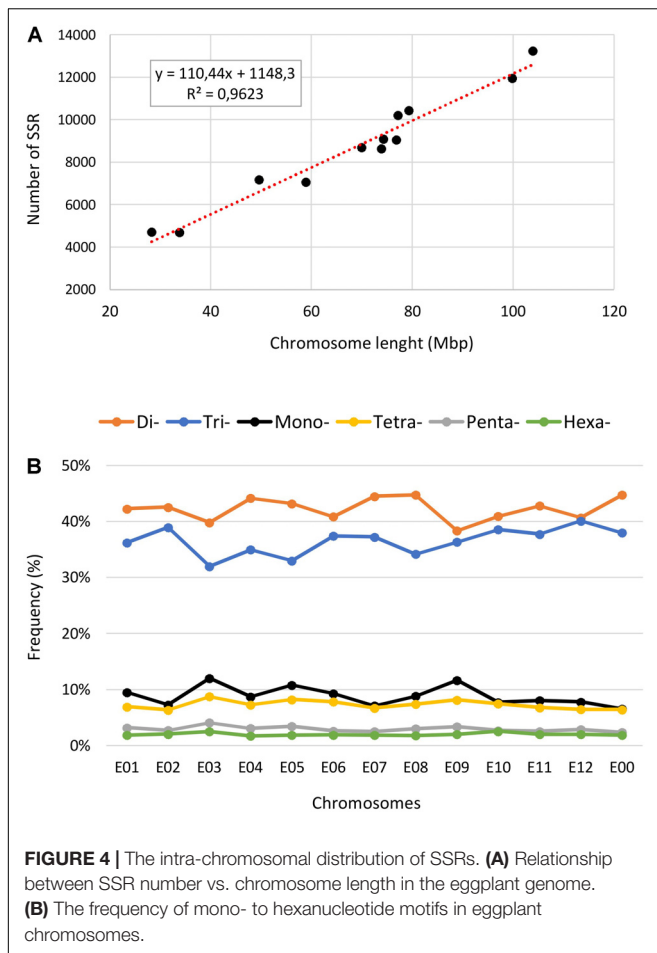 A
14000
12000
10000
8000
6000
4000
2000
Number of SSR
y = 110,44x + 1148,3
R² = 0,9623
20 40 60 80 100 120
Chromosome lenght (Mbp)
Di- Tri- Mono- Tetra- Penta- Hexa-
B
50%
40%
30%
20%
10%
0%
Frequency (%)
E01 E02 E03 E04 E05 E06 E07 E08 E09 E10 E11 E12 E00
Chromosomes
FIGURE 4 | The intra-chromosomal distribution of SSRs. (A) Relationship
between SSR number vs. chromosome length in the eggplant genome.
(B) The frequency of mono- to hexanucleotide motifs in eggplant
chromosomes.